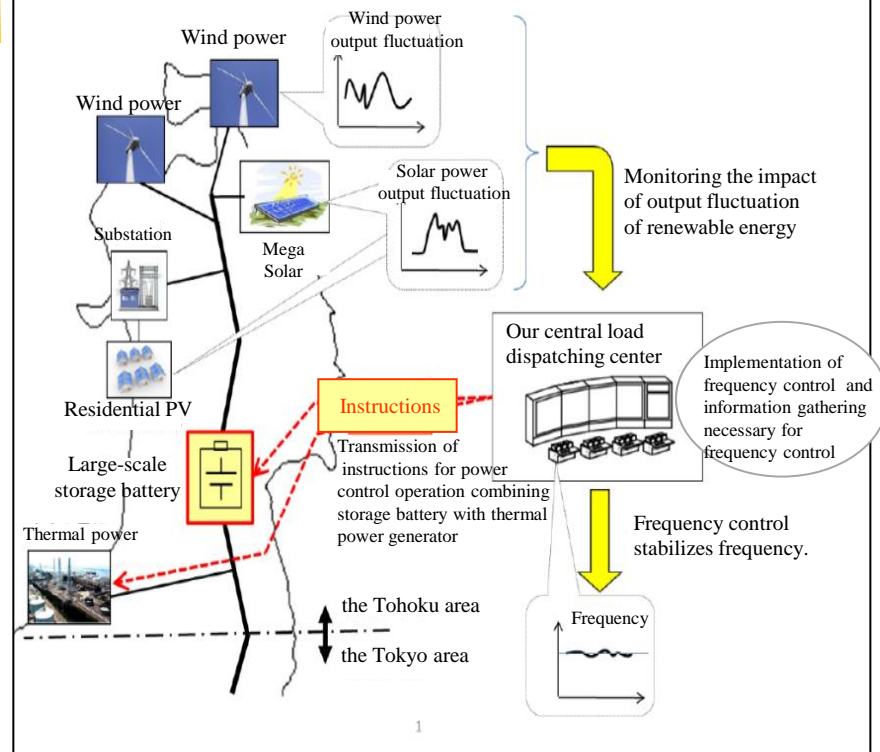 Wind power
output fluctuation
Wind power
Wind power
Solar power
output fluctuation
Monitoring the impact
of output fluctuation
of renewable energy
Substation
Mega
Solar
Our central load
dispatching center
Implementation of
frequency control and
information gathering
necessary for
frequency control
Residential PV
Instructions
Transmission of
instructions for power
control operation combining
storage battery with thermal
power generator
Large-scale
storage battery
Frequency control
stabilizes frequency.
Thermal power
the Tohoku area
the Tokyo area
Frequency
1